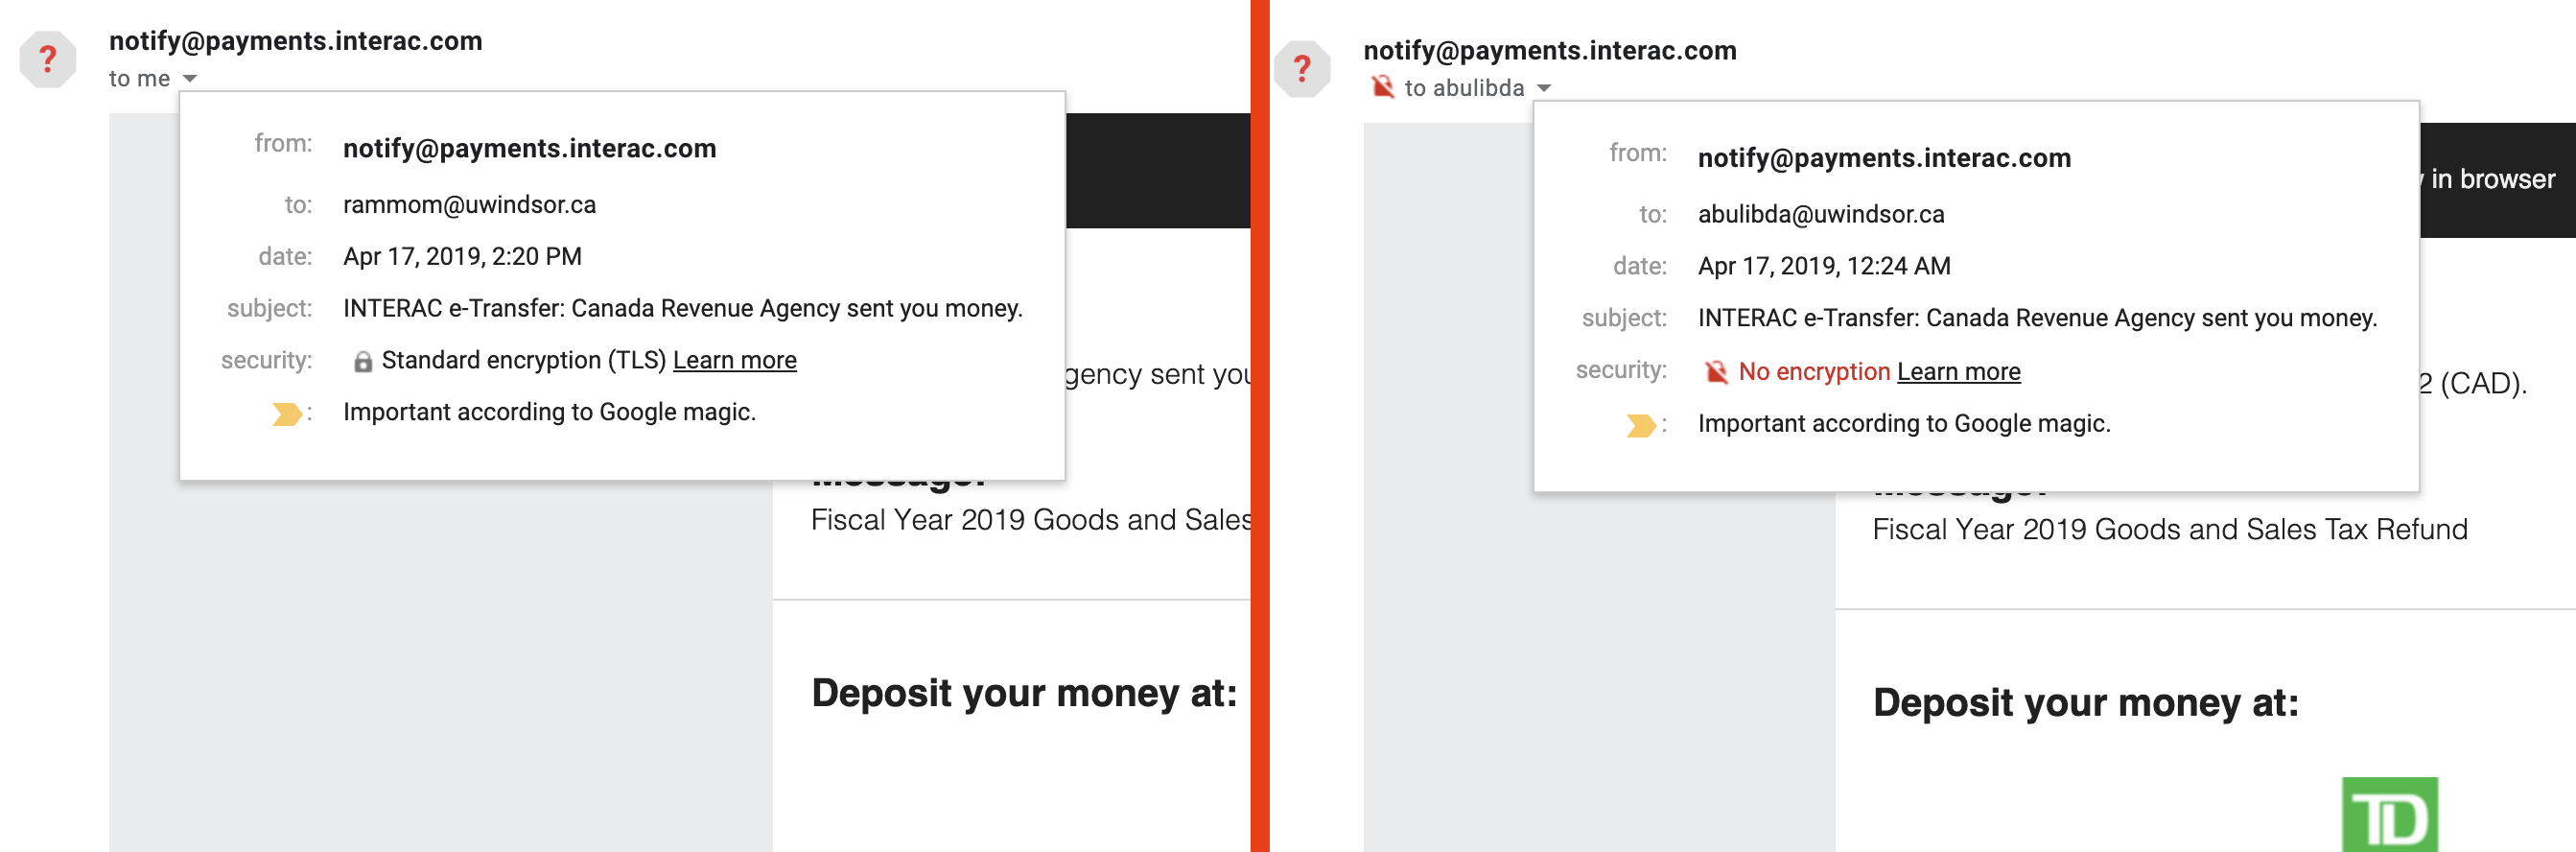 ?
notify@payments.interac.com
to me
from: notify@payments.interac.com
to: rammom@uwindsor.ca
date: Apr 17, 2019, 2:20 PM
subject: INTERAC e-Transfer: Canada Revenue Agency sent you money.
security: Standard encryption (TLS) Learn more
: Important according to Google magic.
gency sent you
Message:
Fiscal Year 2019 Goods and Sales
Deposit your money at:
?
notify@payments.interac.com
to abulibda
from: notify@payments.interac.com
to: abulibda@uwindsor.ca
date: Apr 17, 2019, 12:24 AM
subject: INTERAC e-Transfer: Canada Revenue Agency sent you money.
security: No encryption Learn more
: Important according to Google magic.
in browser
2 (CAD).
Message:
Fiscal Year 2019 Goods and Sales Tax Refund
Deposit your money at:
TD